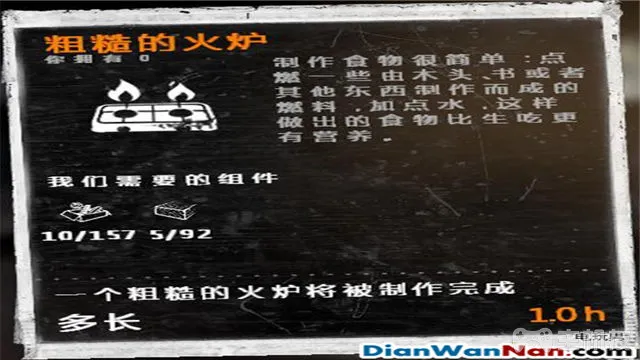 粗糙的火炉
你拥有 0
制作食物很简单:点
燃一些由木头、书或者
其他东西制作而成的
燃料,加点水,这样
做出的食物比生吃更
有营养。
我们需要的组件
10/157 5/92
一个粗糙的火炉将被制作完成
多长
1.0 h
DianWanNan.com